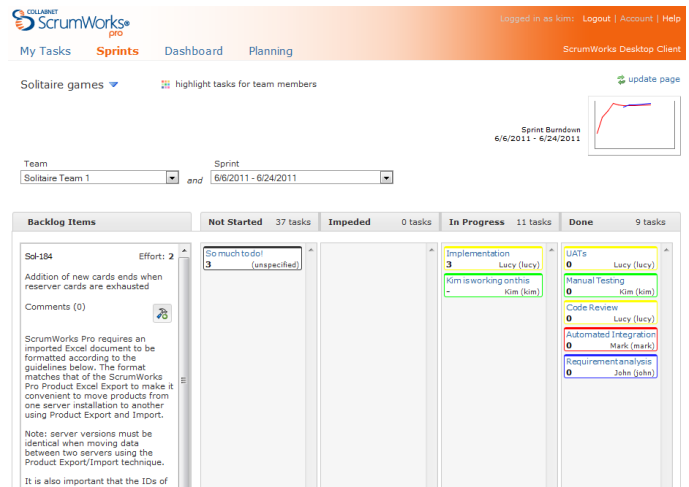 COLLABNET
ScrumWorks®
pro
Logged in as kim: Logout | Account | Help
My Tasks Sprints Dashboard Planning
ScrumWorks Desktop Client
Solitaire games
highlight tasks for team members
update page
Sprint Burndown
6/6/2011 - 6/24/2011
Team
Sprint
Solitaire Team 1
and
6/6/2011 - 6/24/2011
Backlog Items
Not Started 37 tasks
Impeded 0 tasks
In Progress 11 tasks
Done 9 tasks
Sol-184 Effort: 2
Addition of new cards ends when
reserver cards are exhausted
Comments (0)
ScrumWorks Pro requires an
imported Excel document to be
formatted according to the
guidelines below. The format
matches that of the ScrumWorks
Pro Product Excel Export to make it
convenient to move products from
one server installation to another
using Product Export and Import.
Note: server versions must be
identical when moving data
between two servers using the
Product Export/Import technique.
It is also important that the IDs of
So much to do!
3 (unspecified)
Implementation
3 Lucy (lucy)
Kim is working on this
- Kim (kim)
UATs
0 Lucy (lucy)
Manual Testing
0 Kim (kim)
Code Review
0 Lucy (lucy)
Automated Integration
0 Mark (mark)
Requirement analysis
0 John (john)